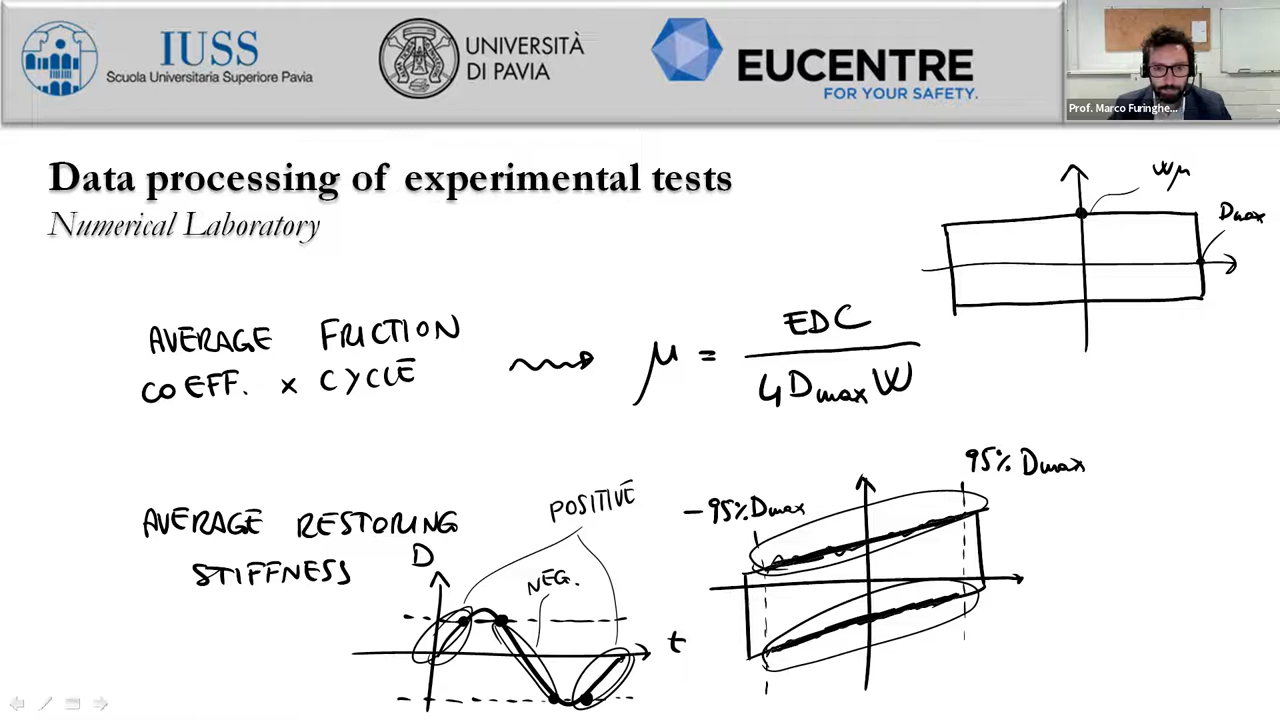 IUSS
Scuola Universitaria Superiore Pavia
UNIVERSITÀ
DI PAVIA
EUCENTRE
FOR YOUR SAFETY.
Prof. Marco Furinghe...
Data processing of experimental tests
Numerical Laboratory
Wμ
Dmax
AVERAGE FRICTION
COEFF. x CYCLE
μ = EDC
4DmaxW
95% Dmax
-95% Dmax
POSITIVE
AVERAGE RESTORING
STIFFNESS
D
NEG.
t